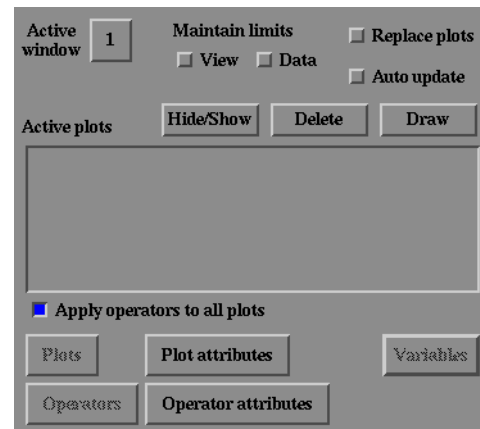 Active window 1
Maintain limits
View Data
Replace plots
Auto update
Active plots
Hide/Show Delete Draw
Apply operators to all plots
Plots Plot attributes Variables
Operators Operator attributes